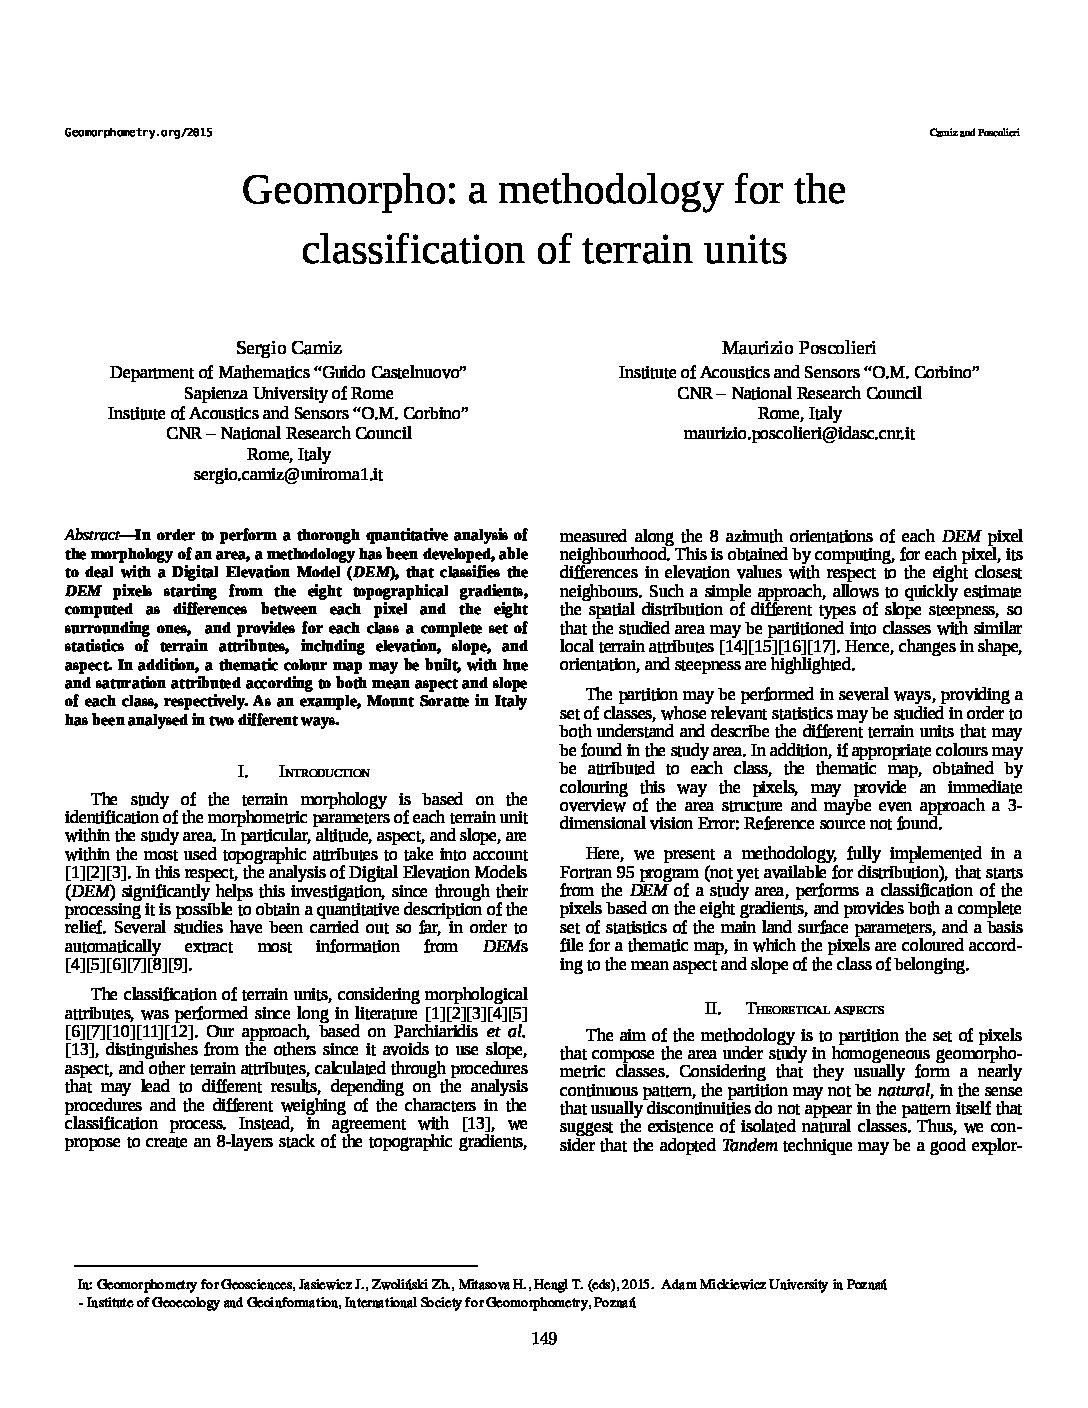 Geomorphometry.org/2015
Camiz and Poscolieri
Geomorpho: a methodology for the
classification of terrain units
Sergio Camiz
Department of Mathematics “Guido Castelnuovo”
Sapienza University of Rome
Institute of Acoustics and Sensors “O.M. Corbino”
CNR – National Research Council
Rome, Italy
sergio.camiz@uniroma1.it
Maurizio Poscolieri
Institute of Acoustics and Sensors “O.M. Corbino”
CNR – National Research Council
Rome, Italy
maurizio.poscolieri@idasc.cnr.it
Abstract—In order to perform a thorough quantitative analysis of
the morphology of an area, a methodology has been developed, able
to deal with a Digital Elevation Model (DEM), that classifies the
DEM pixels starting from the eight topographical gradients,
computed as differences between each pixel and the eight
surrounding ones, and provides for each class a complete set of
statistics of terrain attributes, including elevation, slope, and
aspect. In addition, a thematic colour map may be built, with hue
and saturation attributed according to both mean aspect and slope
of each class, respectively. As an example, Mount Soratte in Italy
has been analysed in two different ways.
I. Introduction
The study of the terrain morphology is based on the
identification of the morphometric parameters of each terrain unit
within the study area. In particular, altitude, aspect, and slope, are
within the most used topographic attributes to take into account
[1][2][3]. In this respect, the analysis of Digital Elevation Models
(DEM) significantly helps this investigation, since through their
processing it is possible to obtain a quantitative description of the
relief. Several studies have been carried out so far, in order to
automatically extract most information from DEMs
[4][5][6][7][8][9].
The classification of terrain units, considering morphological
attributes, was performed since long in literature [1][2][3][4][5]
[6][7][10][11][12]. Our approach, based on Parchiaridis et al.
[13], distinguishes from the others since it avoids to use slope,
aspect, and other terrain attributes, calculated through procedures
that may lead to different results, depending on the analysis
procedures and the different weighing of the characters in the
classification process. Instead, in agreement with [13], we
propose to create an 8-layers stack of the topographic gradients,
measured along the 8 azimuth orientations of each DEM pixel
neighbourhood. This is obtained by computing, for each pixel, its
differences in elevation values with respect to the eight closest
neighbours. Such a simple approach, allows to quickly estimate
the spatial distribution of different types of slope steepness, so
that the studied area may be partitioned into classes with similar
local terrain attributes [14][15][16][17]. Hence, changes in shape,
orientation, and steepness are highlighted.
The partition may be performed in several ways, providing a
set of classes, whose relevant statistics may be studied in order to
both understand and describe the different terrain units that may
be found in the study area. In addition, if appropriate colours may
be attributed to each class, the thematic map, obtained by
colouring this way the pixels, may provide an immediate
overview of the area structure and maybe even approach a 3-
dimensional vision Error: Reference source not found.
Here, we present a methodology, fully implemented in a
Fortran 95 program (not yet available for distribution), that starts
from the DEM of a study area, performs a classification of the
pixels based on the eight gradients, and provides both a complete
set of statistics of the main land surface parameters, and a basis
file for a thematic map, in which the pixels are coloured accord-
ing to the mean aspect and slope of the class of belonging.
II. Theoretical aspects
The aim of the methodology is to partition the set of pixels
that compose the area under study in homogeneous geomorpho-
metric classes. Considering that they usually form a nearly
continuous pattern, the partition may not be natural, in the sense
that usually discontinuities do not appear in the pattern itself that
suggest the existence of isolated natural classes. Thus, we con-
sider that the adopted Tandem technique may be a good explor-
In: Geomorphometry for Geosciences, Jasiewicz J., Zwoliński Zb., Mitasova H., Hengl T. (eds), 2015. Adam Mickiewicz University in Poznań
- Institute of Geoecology and Geoinformation, International Society for Geomorphometry, Poznań
149